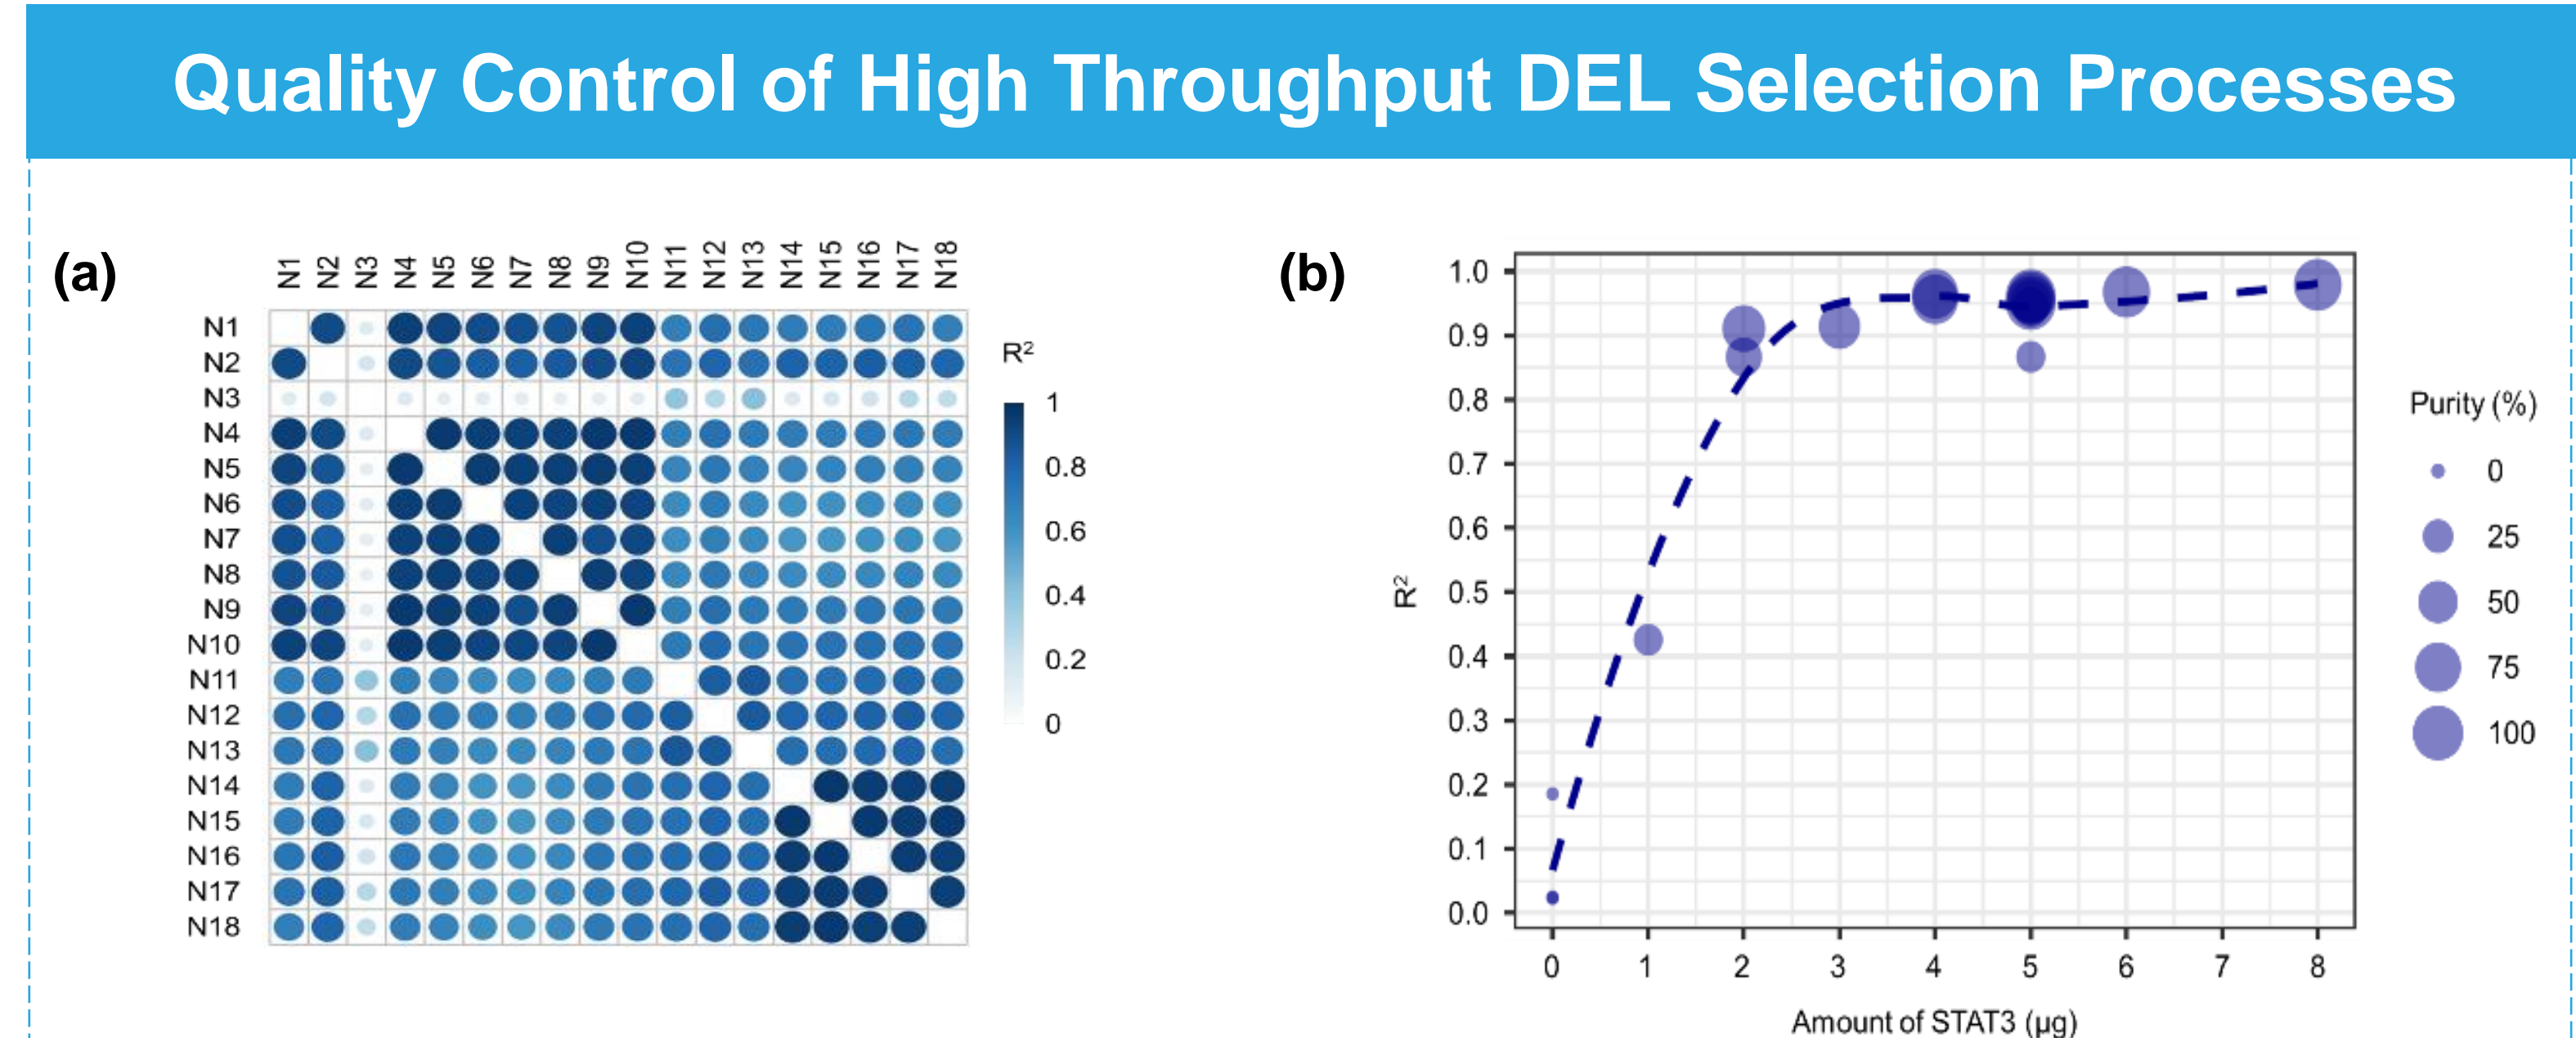 Quality Control of High Throughput DEL Selection Processes
(a)
N1 N2 N3 N4 N5 N6 N7 N8 N9 N10 N11 N12 N13 N14 N15 N16 N17 N18
N1
N2
N3
N4
N5
N6
N7
N8
N9
N10
N11
N12
N13
N14
N15
N16
N17
N18
R²
1
0.8
0.6
0.4
0.2
0
(b)
R²
1.0
0.9
0.8
0.7
0.6
0.5
0.4
0.3
0.2
0.1
0.0
0 1 2 3 4 5 6 7 8
Amount of STAT3 (µg)
Purity (%)
0
25
50
75
100